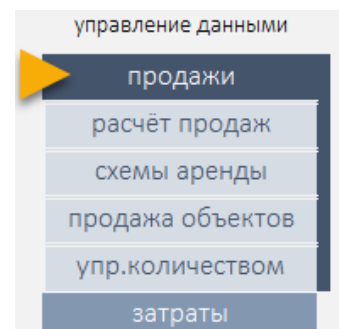 управление данными
продажи
расчёт продаж
схемы аренды
продажа объектов
упр.количеством
затраты